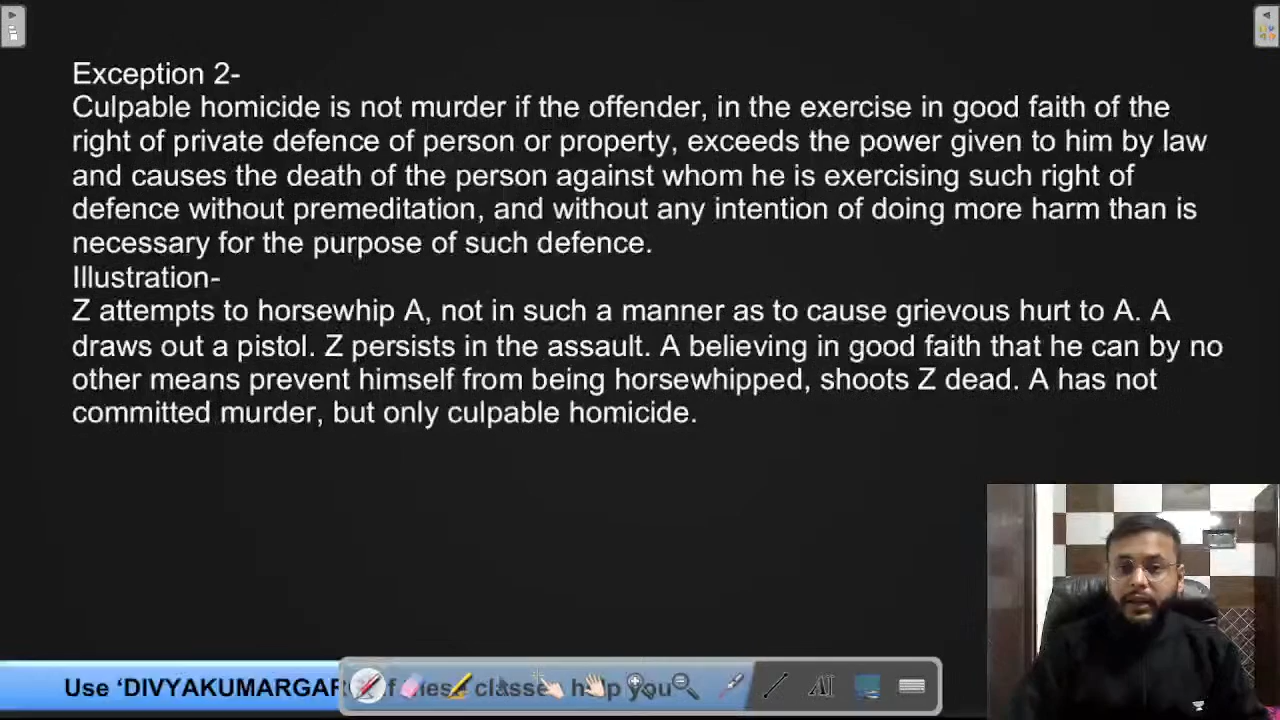 Exception 2-
Culpable homicide is not murder if the offender, in the exercise in good faith of the
right of private defence of person or property, exceeds the power given to him by law
and causes the death of the person against whom he is exercising such right of
defence without premeditation, and without any intention of doing more harm than is
necessary for the purpose of such defence.
Illustration-
Z attempts to horsewhip A, not in such a manner as to cause grievous hurt to A. A
draws out a pistol. Z persists in the assault. A believing in good faith that he can by no
other means prevent himself from being horsewhipped, shoots Z dead. A has not
committed murder, but only culpable homicide.
Use ‘DIVYAKUMARGAR if these classes help you